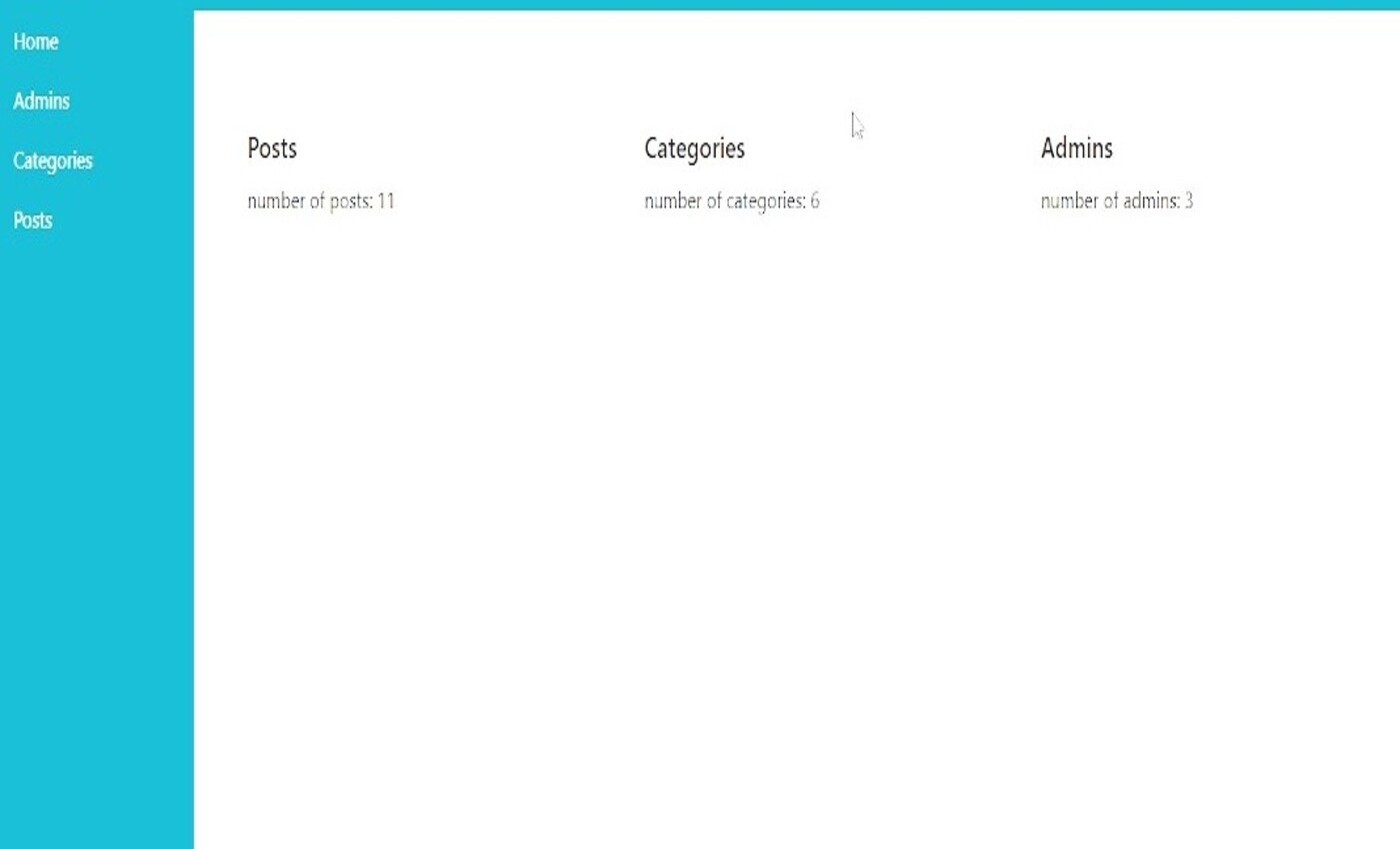 Home
Admins
Categories
Posts
Posts
number of posts: 11
Categories
number of categories: 6
Admins
number of admins: 3